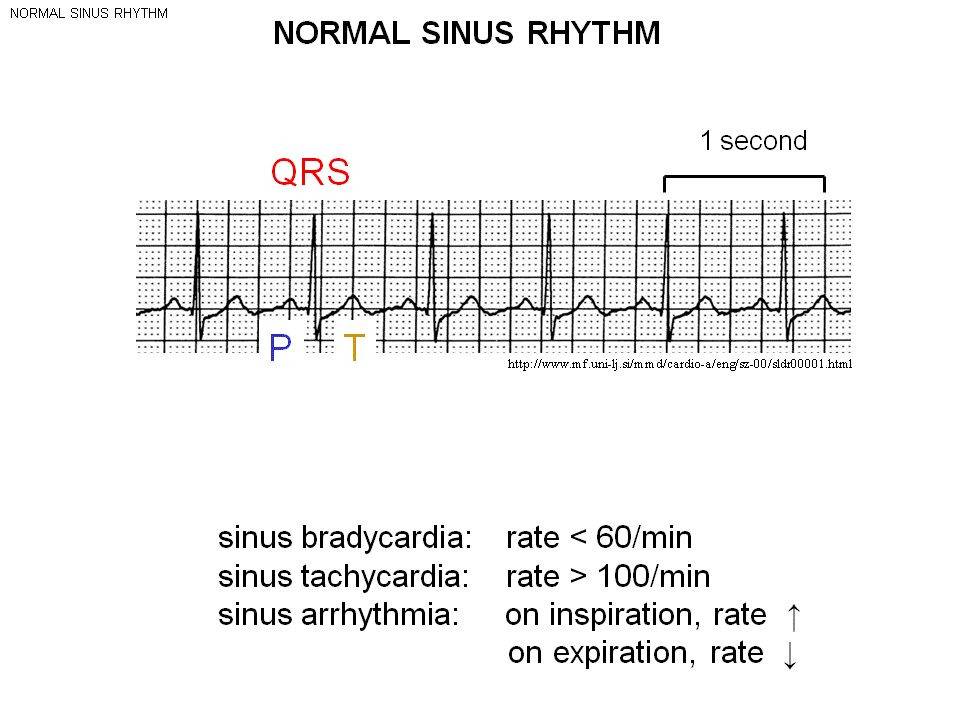 NORMAL SINUS RHYTHM
NORMAL SINUS RHYTHM
1 second
QRS
P T
http://www.mf.uni-lj.si/mmd/cardio-a/eng/sz-00/sldr00001.html
sinus bradycardia: rate < 60/min
sinus tachycardia: rate > 100/min
sinus arrhythmia: on inspiration, rate ↑
on expiration, rate ↓